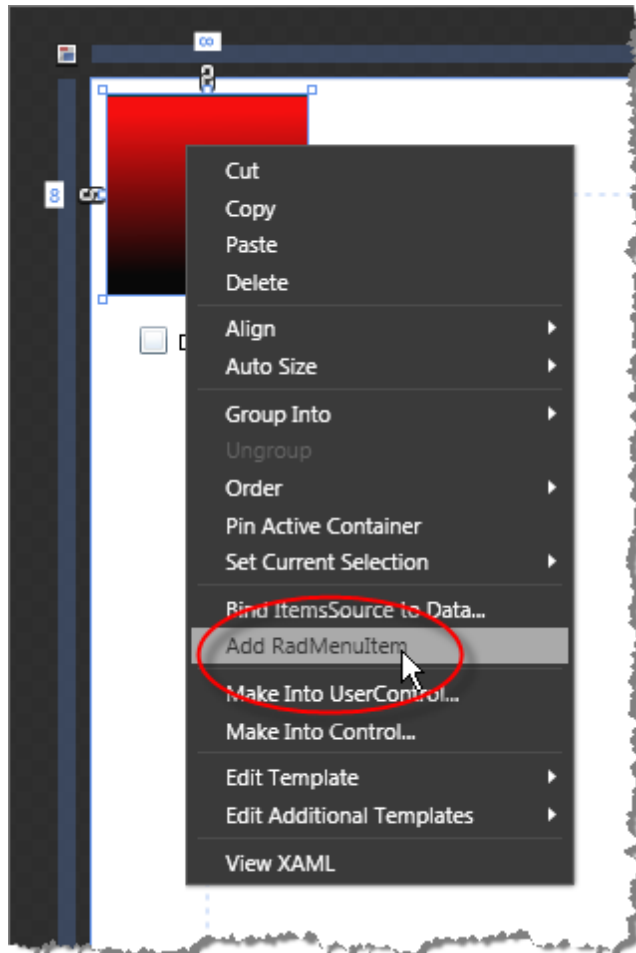 8
8
Cut
Copy
Paste
Delete
Align
Auto Size
Group Into
Ungroup
Order
Pin Active Container
Set Current Selection
Bind ItemsSource to Data...
Add RadMenuItem
Make Into UserControl...
Make Into Control...
Edit Template
Edit Additional Templates
View XAML